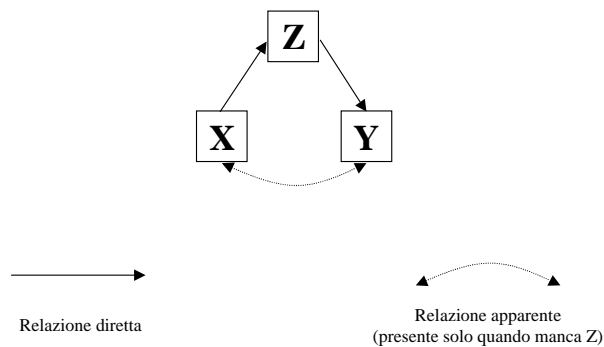 Z
X
Y
Relazione diretta
Relazione apparente
(presente solo quando manca Z)